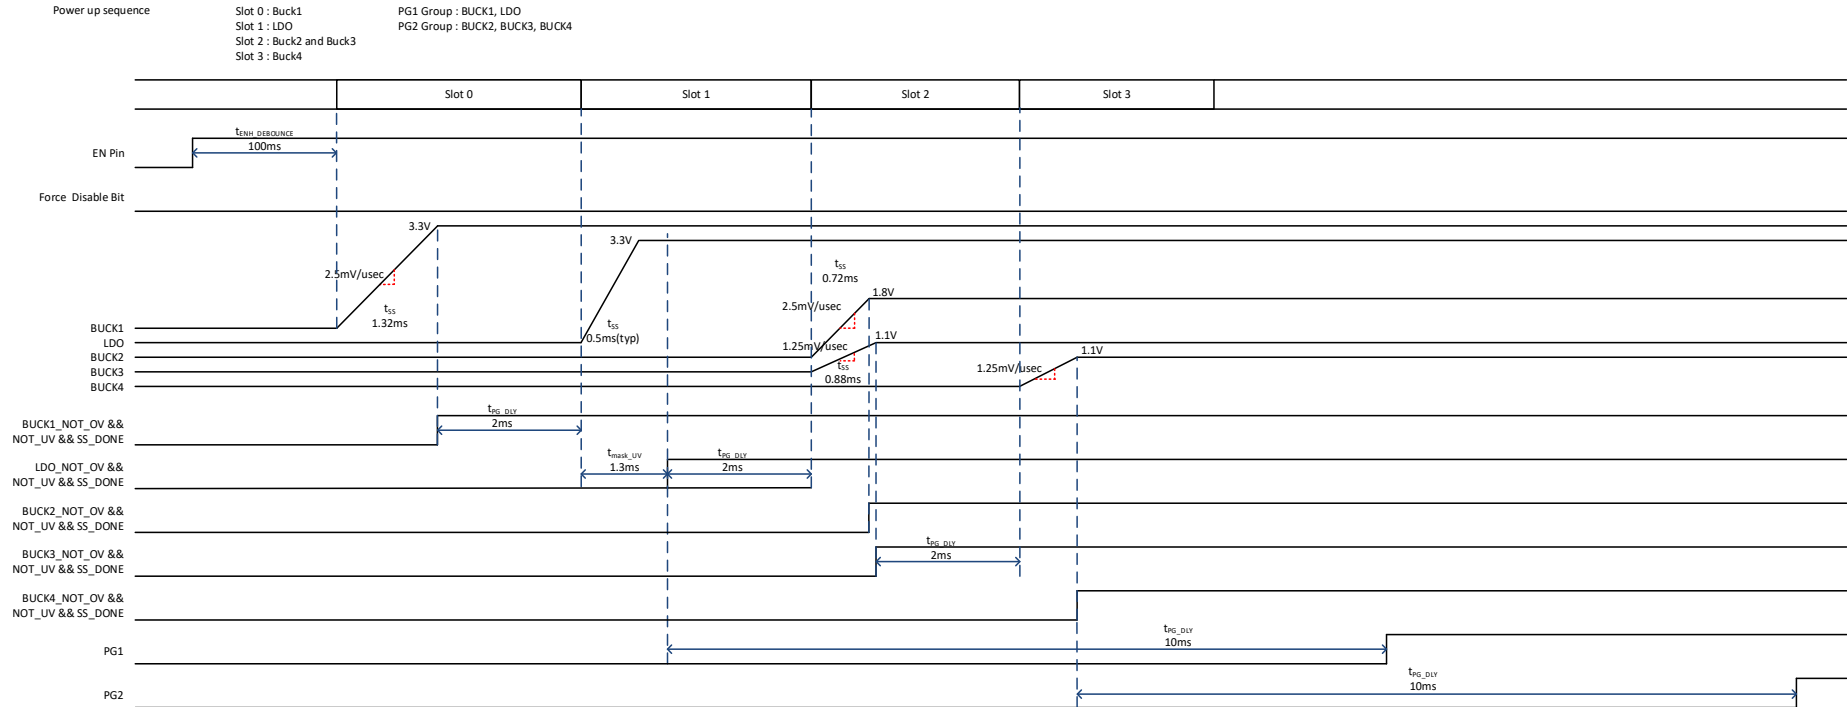 Power up sequence
Slot 0 : Buck1
Slot 1 : LDO
Slot 2 : Buck2 and Buck3
Slot 3 : Buck4
PG1 Group : BUCK1, LDO
PG2 Group : BUCK2, BUCK3, BUCK4
Slot 0
Slot 1
Slot 2
Slot 3
EN Pin
tENH_DEBOUNCE
100ms
Force Disable Bit
3.3V
2.5mV/usec
tSS
1.32ms
3.3V
tSS
0.5ms(typ)
tSS
0.72ms
1.8V
2.5mV/usec
1.1V
1.25mV/usec
tSS
0.88ms
1.1V
1.25mV/usec
BUCK1
LDO
BUCK2
BUCK3
BUCK4
BUCK1_NOT_OV &&
NOT_UV && SS_DONE
tPG_DLY
2ms
LDO_NOT_OV &&
NOT_UV && SS_DONE
tmask_UV
1.3ms
tPG_DLY
2ms
BUCK2_NOT_OV &&
NOT_UV && SS_DONE
BUCK3_NOT_OV &&
NOT_UV && SS_DONE
tPG_DLY
2ms
BUCK4_NOT_OV &&
NOT_UV && SS_DONE
PG1
tPG_DLY
10ms
PG2
tPG_DLY
10ms